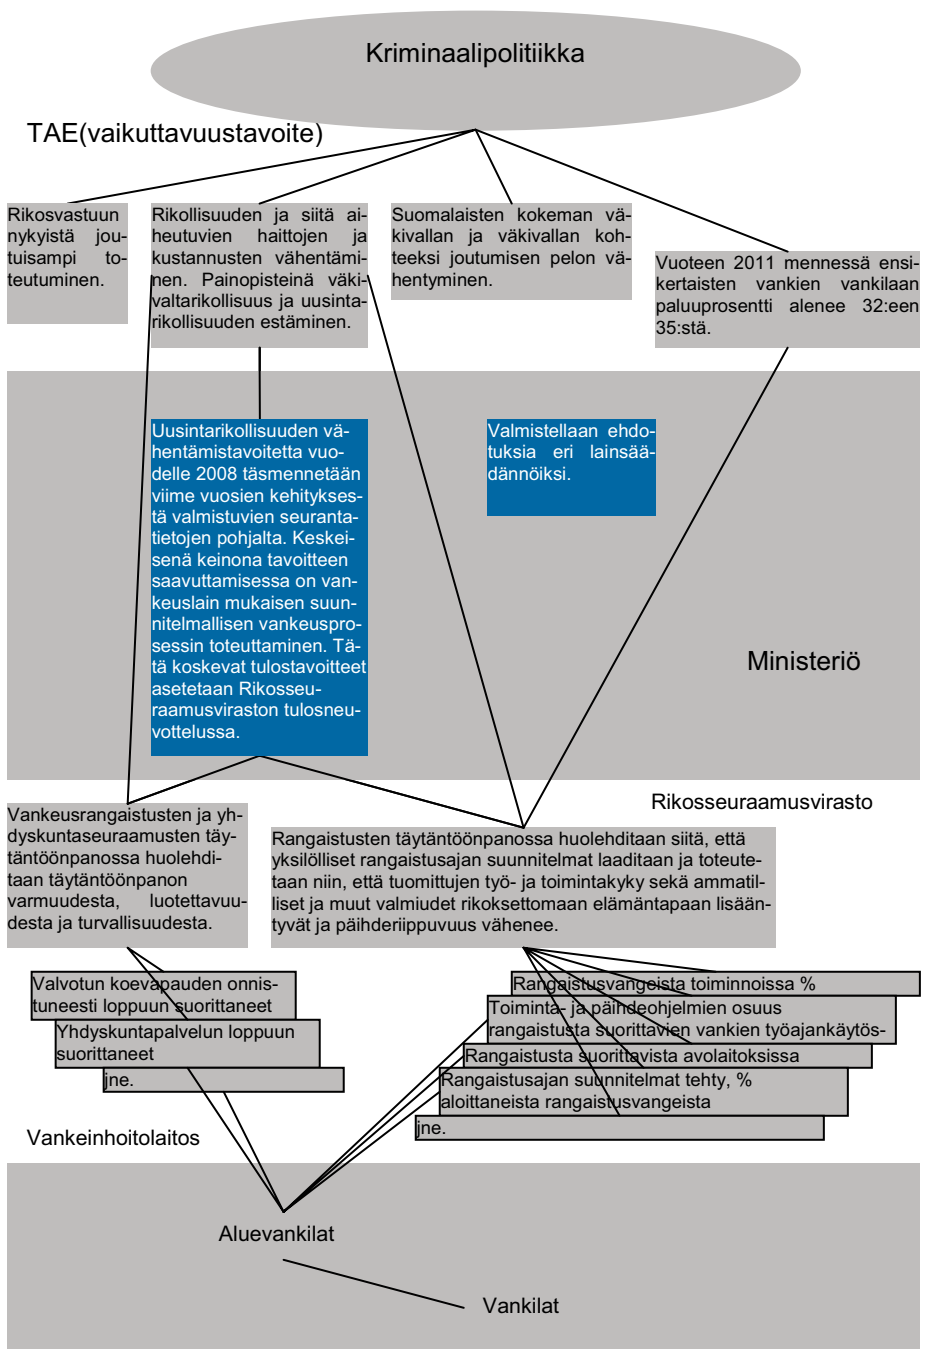 Kriminaalipolitiikka
TAE(vaikuttavuustavoite)
Rikosvastuun
nykyistä jou-
tuisampi to-
teutuminen.
Rikollisuuden ja siitä ai-
heutuvien haittojen ja
kustannusten vähentämi-
nen. Painopisteinä väki-
valtarikollisuus ja uusinta-
rikollisuuden estäminen.
Suomalaisten kokeman vä-
kivallan ja väkivallan koh-
teeksi joutumisen pelon vä-
hentyminen.
Vuoteen 2011 mennessä ensi-
kertaisten vankien vankilaan
paluuprosentti alenee 32:een
35:stä.
Uusintarikollisuuden vä-
hentämistavoitetta vuo-
delle 2008 täsmennetään
viime vuosien kehitykses-
tä valmistuvien seuranta-
tietojen pohjalta. Keskei-
senä keinona tavoitteen
saavuttamisessa on van-
keuslain mukaisen suun-
nitelmallisen vankeuspro-
sessin toteuttaminen. Tä-
tä koskevat tulostavoitteet
asetetaan Rikosseu-
raamusviraston tulosneu-
vottelussa.
Valmistellaan ehdo-
tuksia eri lainsää-
dännöiksi.
Ministeriö
Rikosseuraamusvirasto
Vankeusrangaistusten ja yh-
dyskuntaseuraamusten täy-
täntöönpanossa huolehdi-
taan täytäntöönpanon
varmuudesta, luotettavuu-
desta ja turvallisuudesta.
Rangaistusten täytäntöönpanossa huolehditaan siitä, että
yksilölliset rangaistusajan suunnitelmat laaditaan ja toteute-
taan niin, että tuomittujen työ- ja toimintakyky sekä ammatil-
liset ja muut valmiudet rikoksettomaan elämäntapaan lisään-
tyvät ja päihderiippuvuus vähenee.
Valvotun koevapauden onnis-
tuneesti loppuun suorittaneet
Yhdyskuntapalvelun loppuun
suorittaneet
jne.
Rangaistusvangeista toiminnoissa %
Toiminta- ja päihdeohjelmien osuus
rangaistusta suorittavien vankien työajankäytös-
Rangaistusta suorittavista avolaitoksissa
Rangaistusajan suunnitelmat tehty, %
aloittaneista rangaistusvangeista
jne.
Vankeinhoitolaitos
Aluevankilat
Vankilat